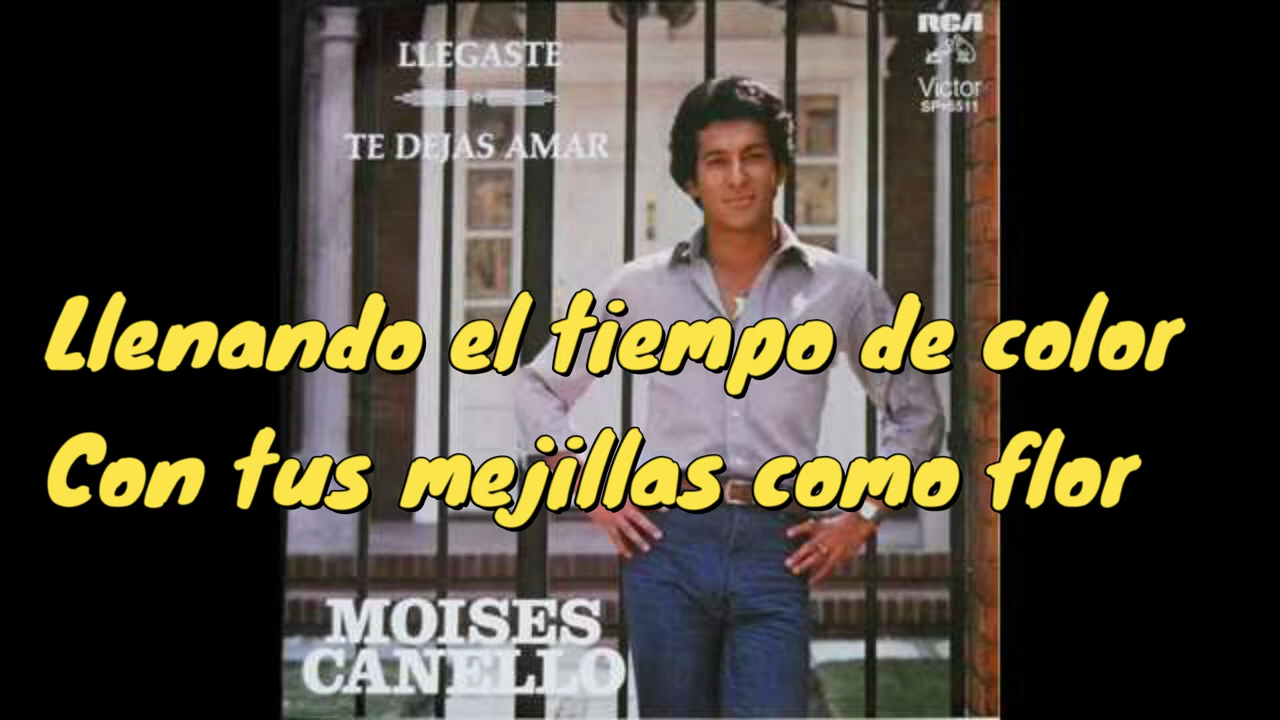 LLEGASTE
TE DEJAS AMAR
RCA
Victor
Llenando el tiempo de color
Con tus mejillas como flor
MOISES
CANELLO